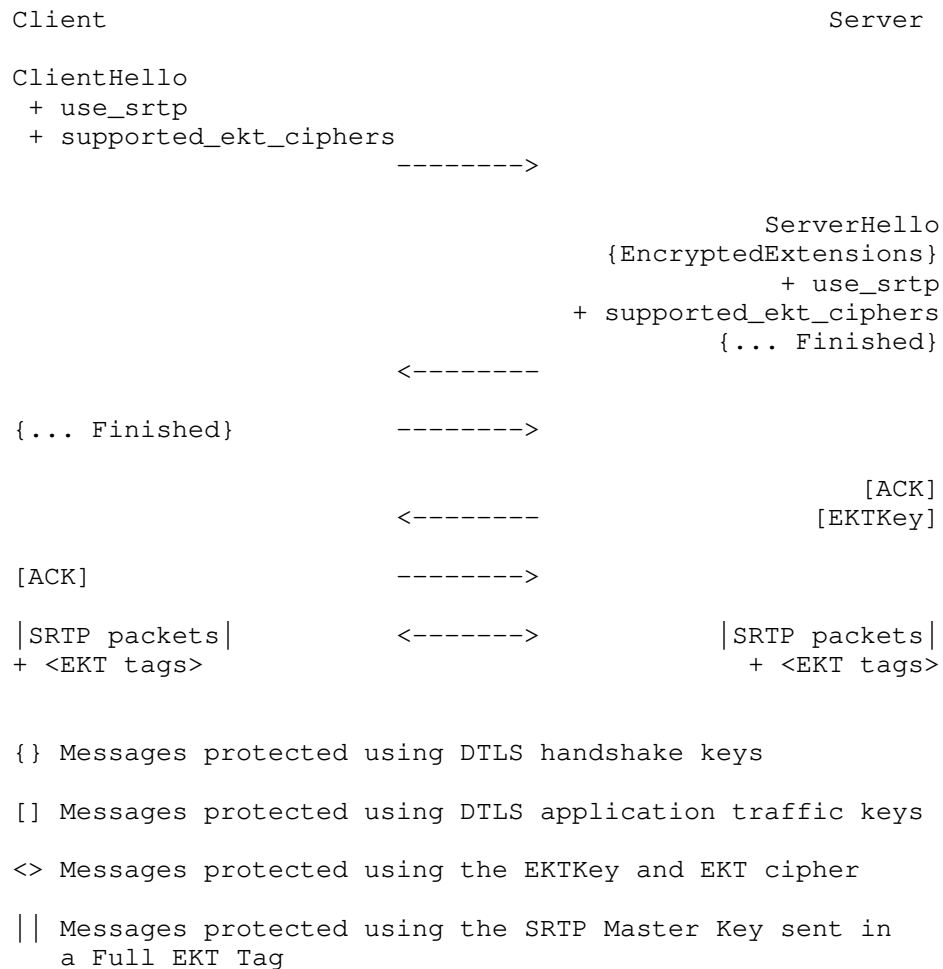 Client Server
ClientHello
+ use_srtp
+ supported_ekt_ciphers
-------->
ServerHello
{EncryptedExtensions}
+ use_srtp
+ supported_ekt_ciphers
{... Finished}
<--------
{... Finished} -------->
[ACK]
<-------- [EKTKey]
[ACK] -------->
|SRTP packets| <-------> |SRTP packets|
+ <EKT tags> + <EKT tags>
{} Messages protected using DTLS handshake keys
[] Messages protected using DTLS application traffic keys
<> Messages protected using the EKTKey and EKT cipher
|| Messages protected using the SRTP Master Key sent in
a Full EKT Tag